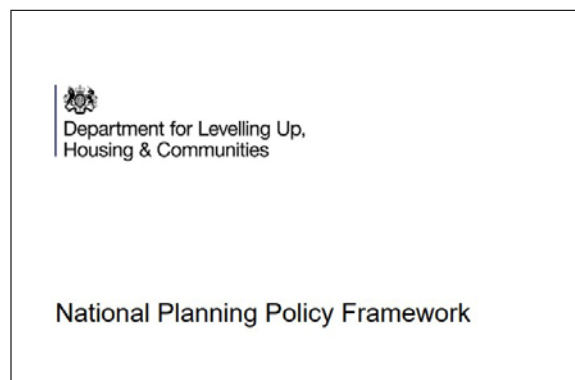 Department for Levelling Up,
Housing & Communities
National Planning Policy Framework